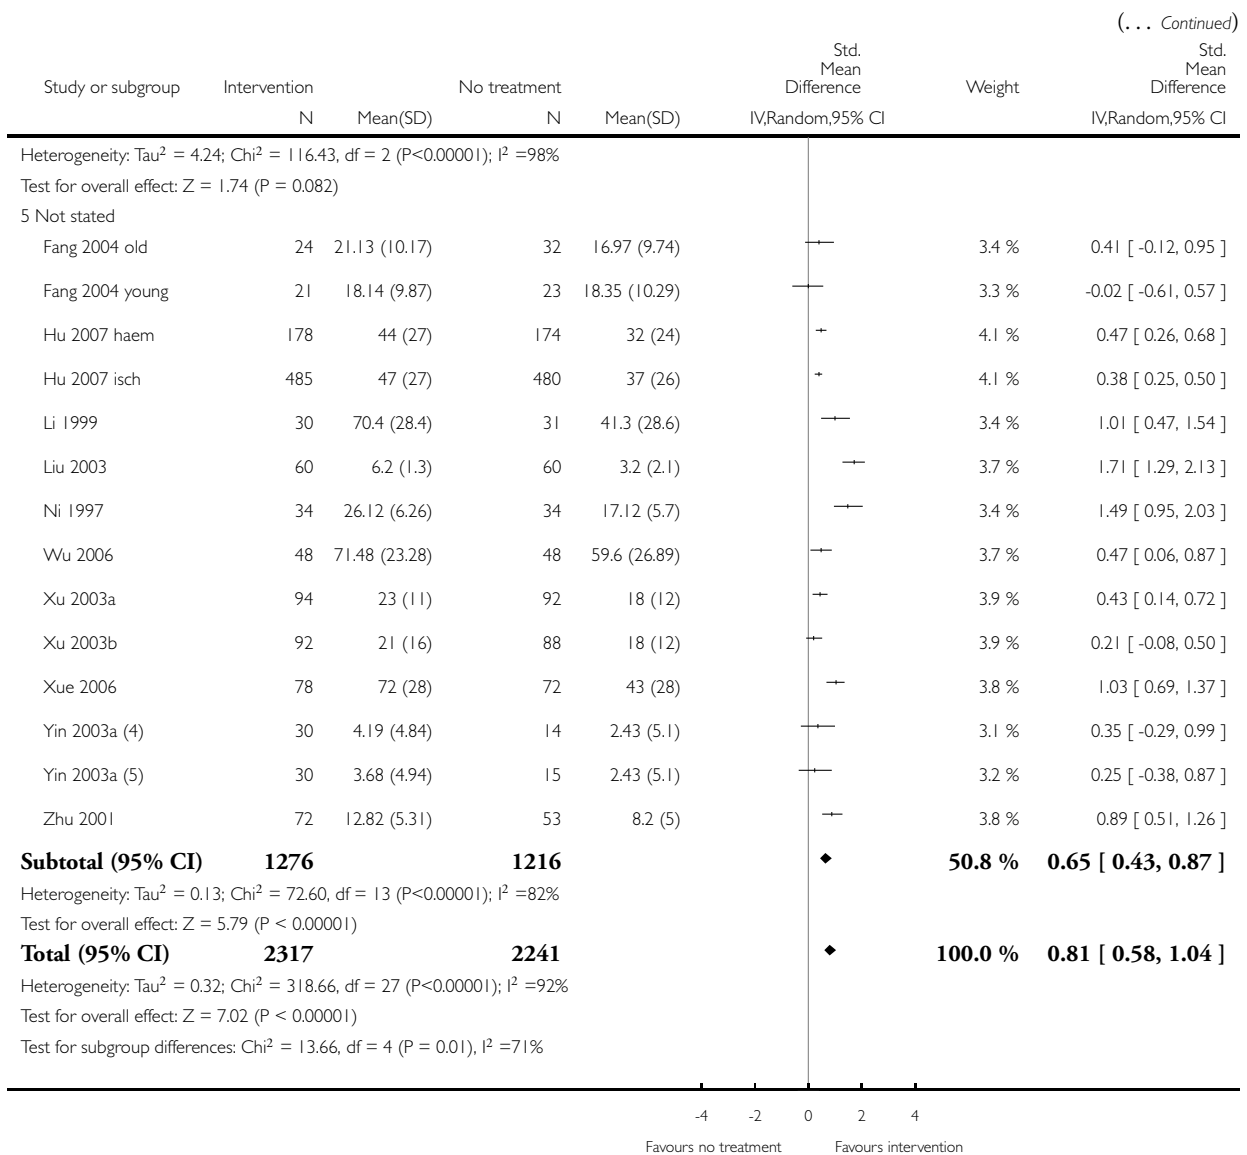 (... Continued)
Study or subgroup Intervention No treatment Std. Mean Difference Weight Std. Mean Difference
N Mean(SD) N Mean(SD) IV,Random,95% CI IV,Random,95% CI
Heterogeneity: Tau² = 4.24; Chi² = 116.43, df = 2 (P<0.00001); I² =98%
Test for overall effect: Z = 1.74 (P = 0.082)
5 Not stated
Fang 2004 old 24 21.13 (10.17) 32 16.97 (9.74) 3.4 % 0.41 [ -0.12, 0.95 ]
Fang 2004 young 21 18.14 (9.87) 23 18.35 (10.29) 3.3 % -0.02 [ -0.61, 0.57 ]
Hu 2007 haem 178 44 (27) 174 32 (24) 4.1 % 0.47 [ 0.26, 0.68 ]
Hu 2007 isch 485 47 (27) 480 37 (26) 4.1 % 0.38 [ 0.25, 0.50 ]
Li 1999 30 70.4 (28.4) 31 41.3 (28.6) 3.4 % 1.01 [ 0.47, 1.54 ]
Liu 2003 60 6.2 (1.3) 60 3.2 (2.1) 3.7 % 1.71 [ 1.29, 2.13 ]
Ni 1997 34 26.12 (6.26) 34 17.12 (5.7) 3.4 % 1.49 [ 0.95, 2.03 ]
Wu 2006 48 71.48 (23.28) 48 59.6 (26.89) 3.7 % 0.47 [ 0.06, 0.87 ]
Xu 2003a 94 23 (11) 92 18 (12) 3.9 % 0.43 [ 0.14, 0.72 ]
Xu 2003b 92 21 (16) 88 18 (12) 3.9 % 0.21 [ -0.08, 0.50 ]
Xue 2006 78 72 (28) 72 43 (28) 3.8 % 1.03 [ 0.69, 1.37 ]
Yin 2003a (4) 30 4.19 (4.84) 14 2.43 (5.1) 3.1 % 0.35 [ -0.29, 0.99 ]
Yin 2003a (5) 30 3.68 (4.94) 15 2.43 (5.1) 3.2 % 0.25 [ -0.38, 0.87 ]
Zhu 2001 72 12.82 (5.31) 53 8.2 (5) 3.8 % 0.89 [ 0.51, 1.26 ]
Subtotal (95% CI) 1276 1216 50.8 % 0.65 [ 0.43, 0.87 ]
Heterogeneity: Tau² = 0.13; Chi² = 72.60, df = 13 (P<0.00001); I² =82%
Test for overall effect: Z = 5.79 (P < 0.00001)
Total (95% CI) 2317 2241 100.0 % 0.81 [ 0.58, 1.04 ]
Heterogeneity: Tau² = 0.32; Chi² = 318.66, df = 27 (P<0.00001); I² =92%
Test for overall effect: Z = 7.02 (P < 0.00001)
Test for subgroup differences: Chi² = 13.66, df = 4 (P = 0.01), I² =71%
-4 -2 0 2 4
Favours no treatment Favours intervention